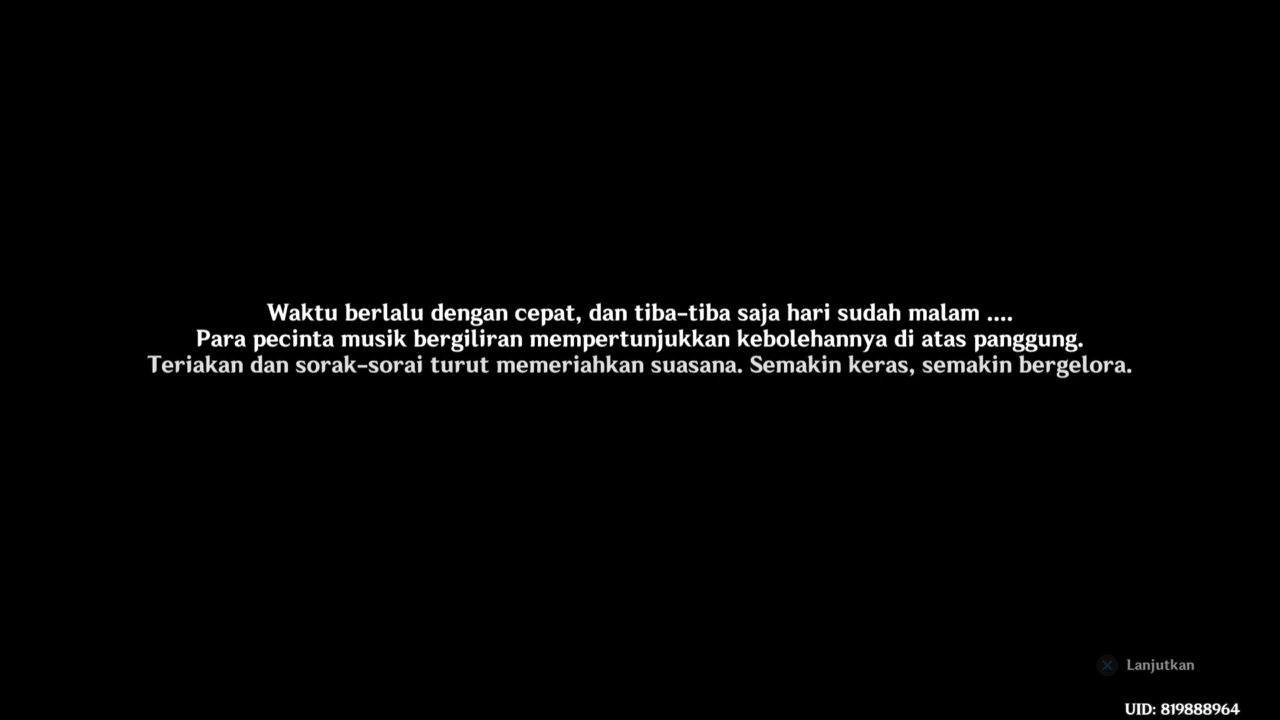 Waktu berlalu dengan cepat, dan tiba-tiba saja hari sudah malam ....
Para pecinta musik bergiliran mempertunjukkan kebolehannya di atas panggung.
Teriakan dan sorak-sorai turut memeriahkan suasana. Semakin keras, semakin bergelora.
Lanjutkan
UID: 819888964